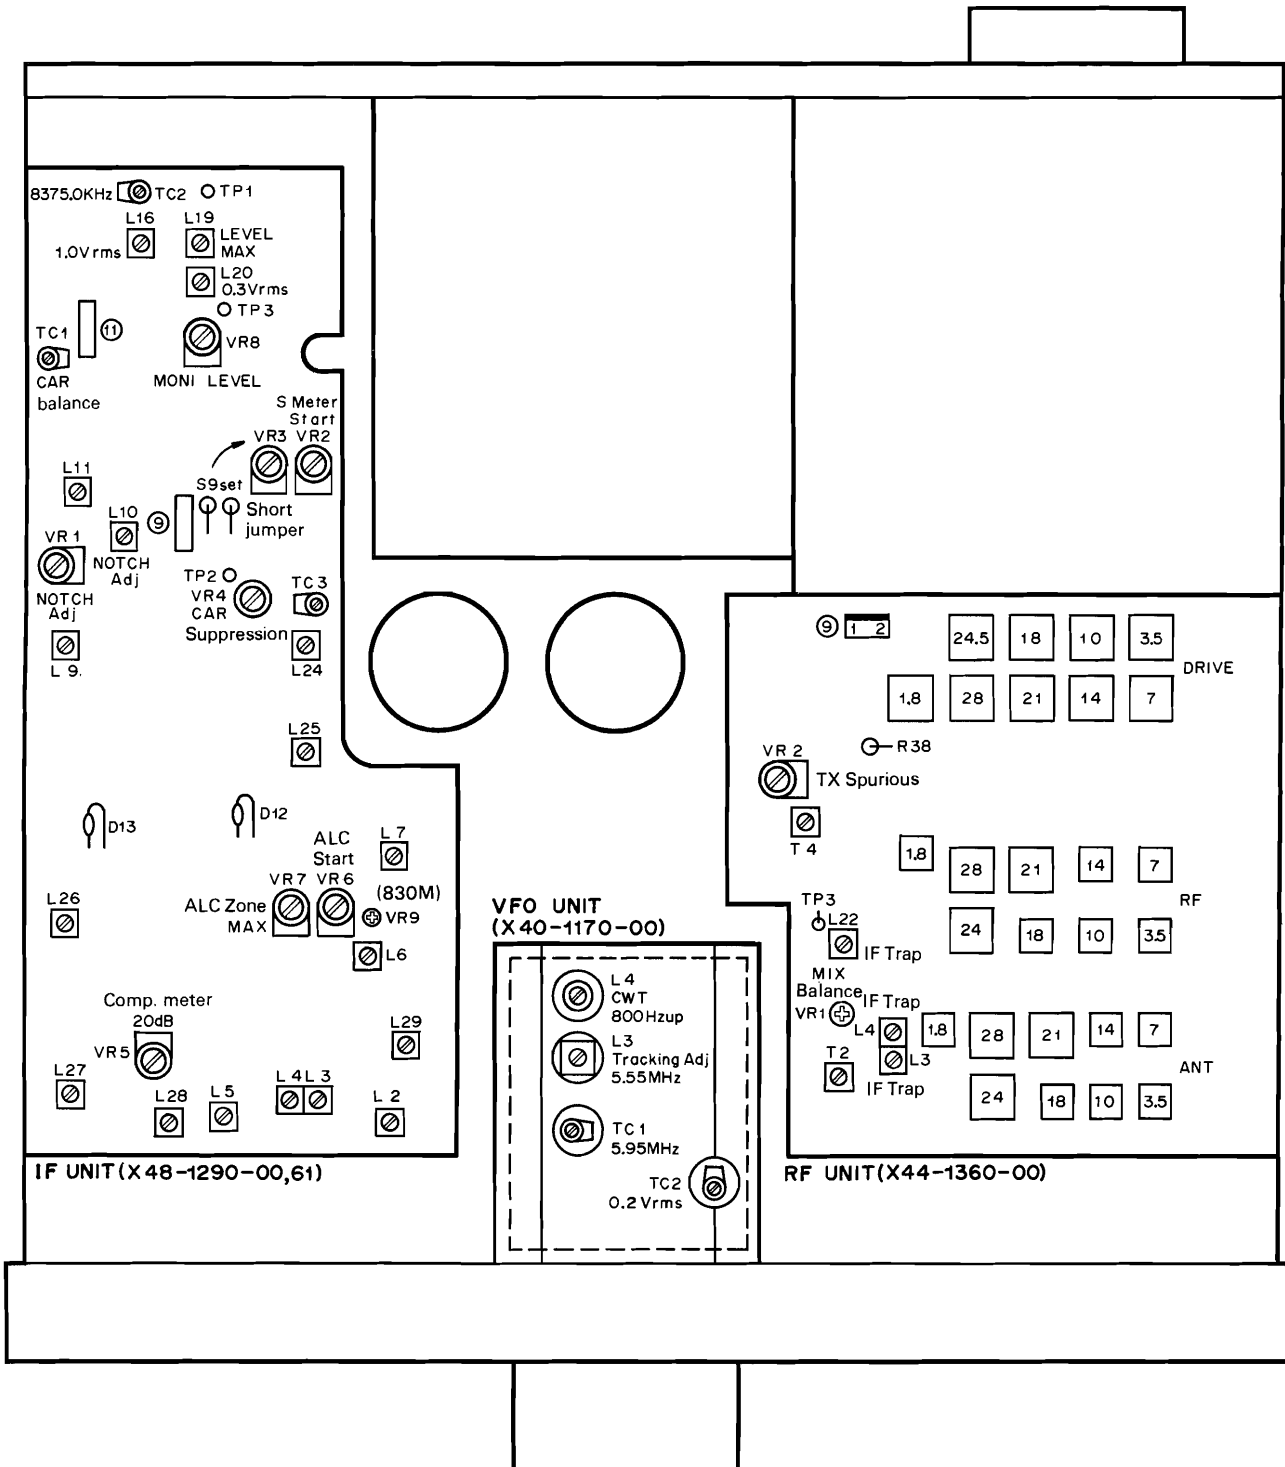 8375.0KHz TC2 TP1
L16 L19
LEVEL
MAX
1.0Vrms
L20
0.3Vrms
TP3
TC1 11
VR8
CAR
balance
MONI LEVEL
S Meter
Start
VR3 VR2
L11
S9set
Short
jumper
L10 9
VR1
NOTCH
Adj
TP2 TC3
VR4
CAR
Suppression
NOTCH
Adj
L9.
L24
L25
D13
D12
ALC
Start
L7
VR7 VR6
(830M)
L26
ALC Zone
MAX
VR9
L6
Comp. meter
20dB
VR5
L29
L27
L28 L5 L4 L3 L2
IF UNIT(X48-1290-00,61)
VFO UNIT
(X40-1170-00)
L4
CWT
800Hzup
L3
Tracking Adj
5.55MHz
TC1
5.95MHz
TC2
0.2Vrms
9 1 2
24.5 18 10 3.5
DRIVE
1.8 28 21 14 7
R38
VR2
TX Spurious
T4
1.8 28 21 14 7
RF
TP3
L22
24 18 10 3.5
IF Trap
MIX
Balance
IF Trap
VR1
L4
1.8 28 21 14 7
T2
L3
ANT
IF Trap
24 18 10 3.5
RF UNIT(X44-1360-00)